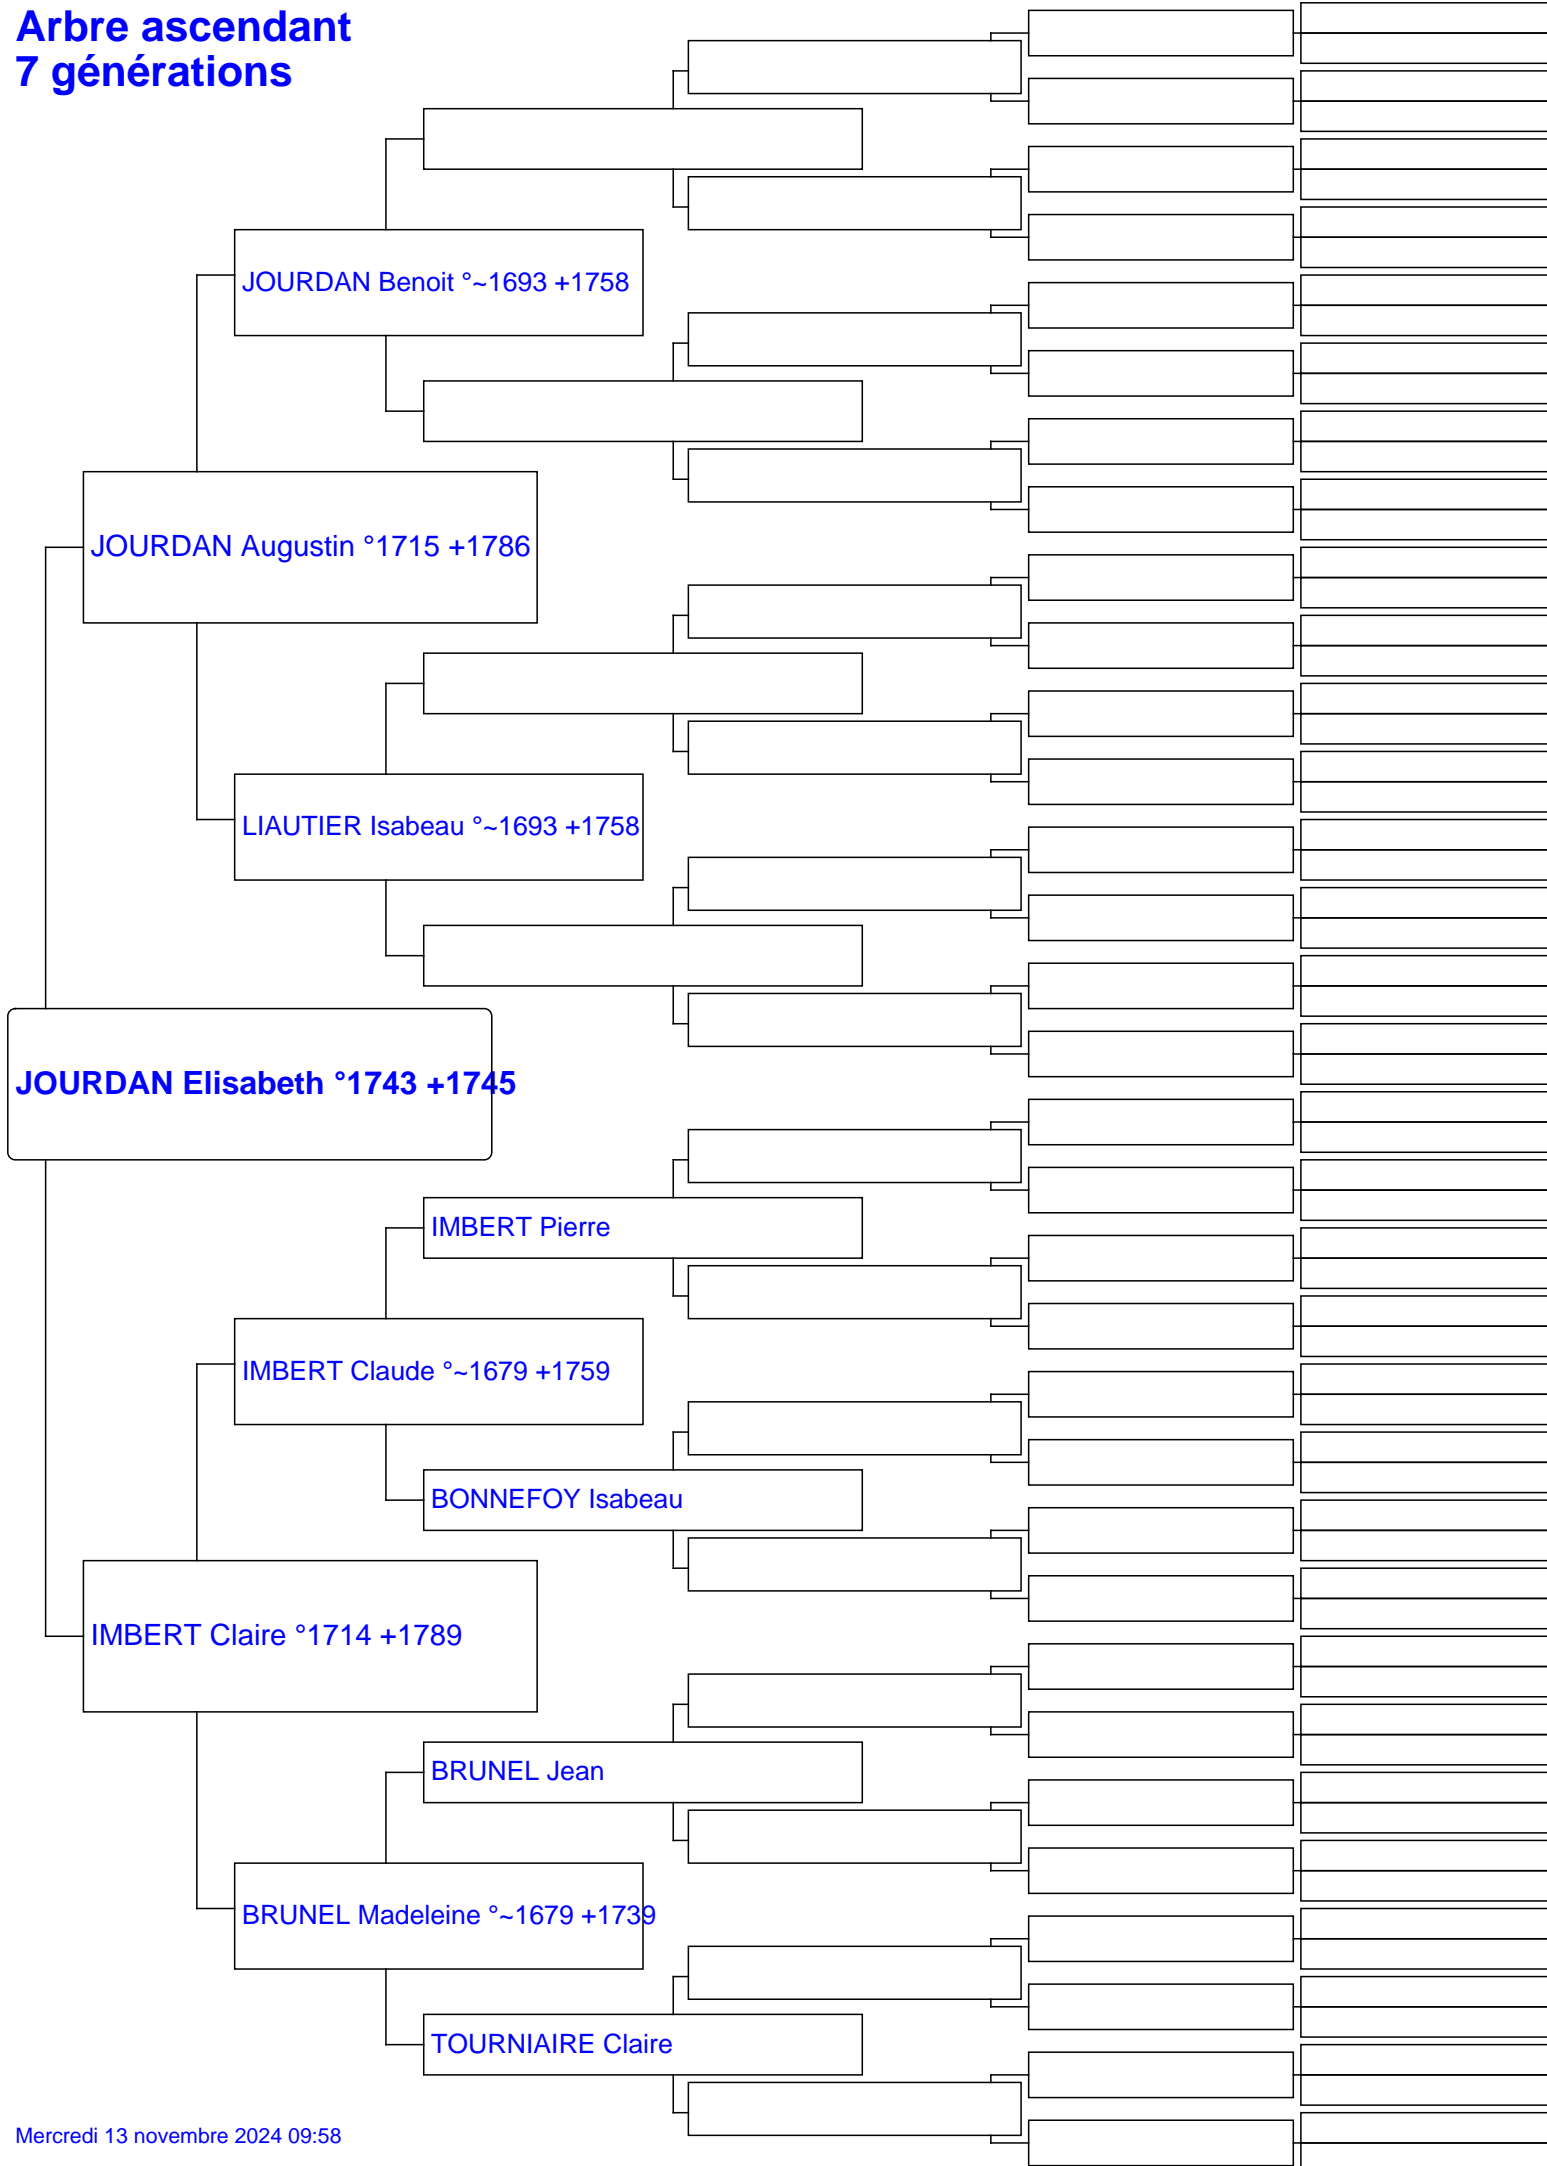 Arbre ascendant
7 générations
JOURDAN Benoit °~1693 +1758
JOURDAN Augustin °1715 +1786
LIAUTIER Isabeau °~1693 +1758
JOURDAN Elisabeth °1743 +1745
IMBERT Pierre
IMBERT Claude °~1679 +1759
BONNEFOY Isabeau
IMBERT Claire °1714 +1789
BRUNEL Jean
BRUNEL Madeleine °~1679 +1739
TOURNIAIRE Claire
Mercredi 13 novembre 2024 09:58